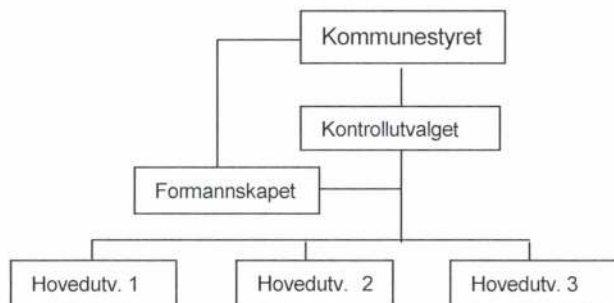 Kommunestyret
Kontrollutvalget
Formannskapet
Hovedutv. 1
Hovedutv. 2
Hovedutv. 3